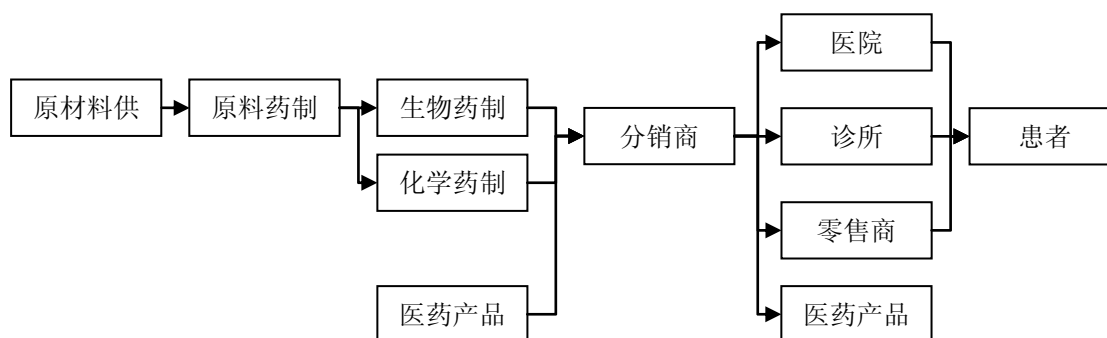 医院
原材料供
原料药制
生物药制
分销商
诊所
患者
化学药制
零售商
医药产品
医药产品